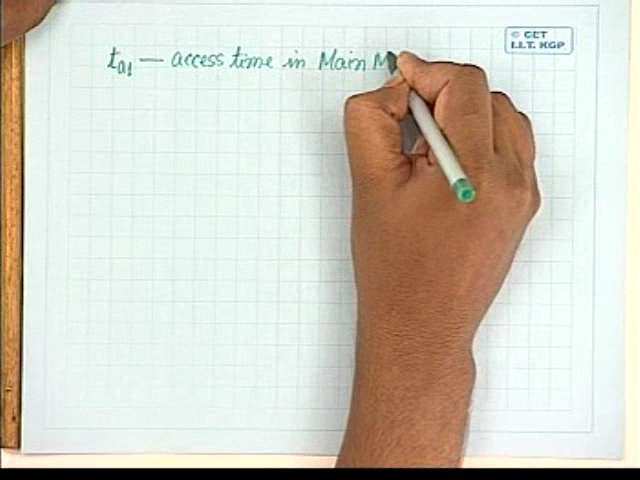 © CET
I.I.T. KGP
ta1 — access time in Main M